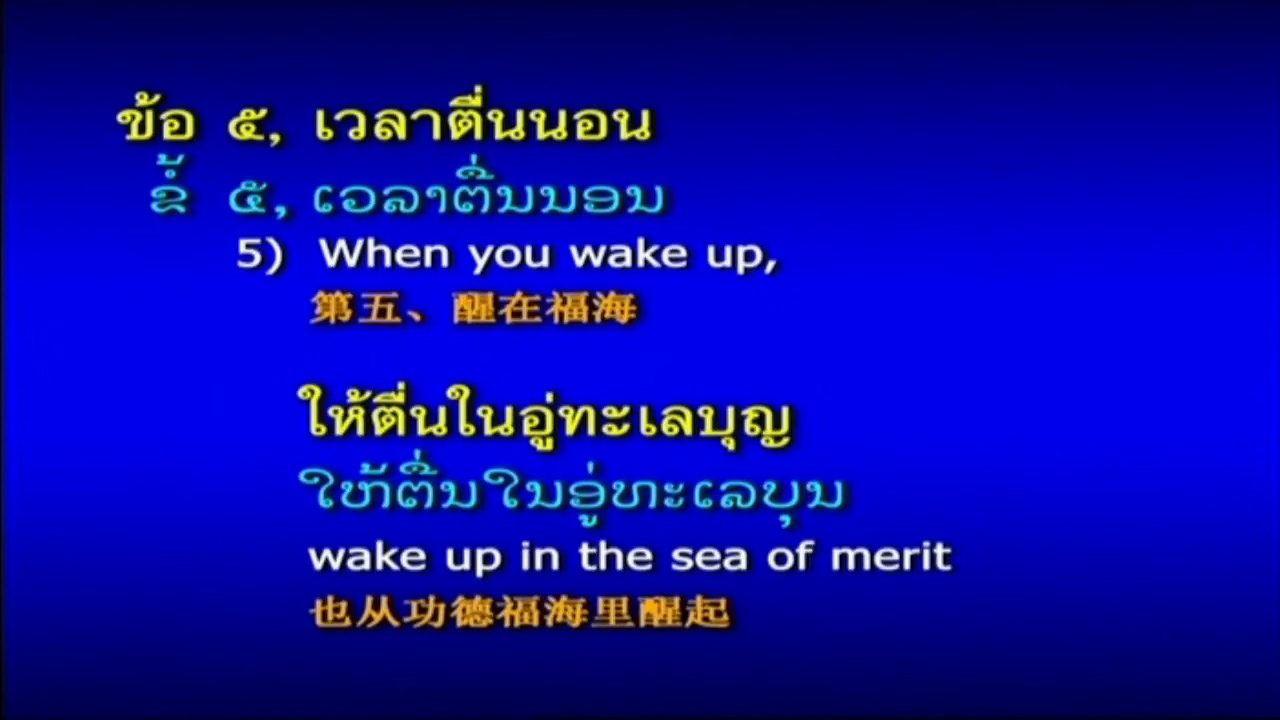 ข้อ ๕, เวลาตื่นนอน
ຂໍ້ ໕, ເວລາຕື່ນນອນ
5) When you wake up,
第五、醒在福海
ให้ตื่นในอู่ทะเลบุญ
ໃຫ້ຕື່ນໃນອູ່ທະເລບຸນ
wake up in the sea of merit
也从功德福海里醒起